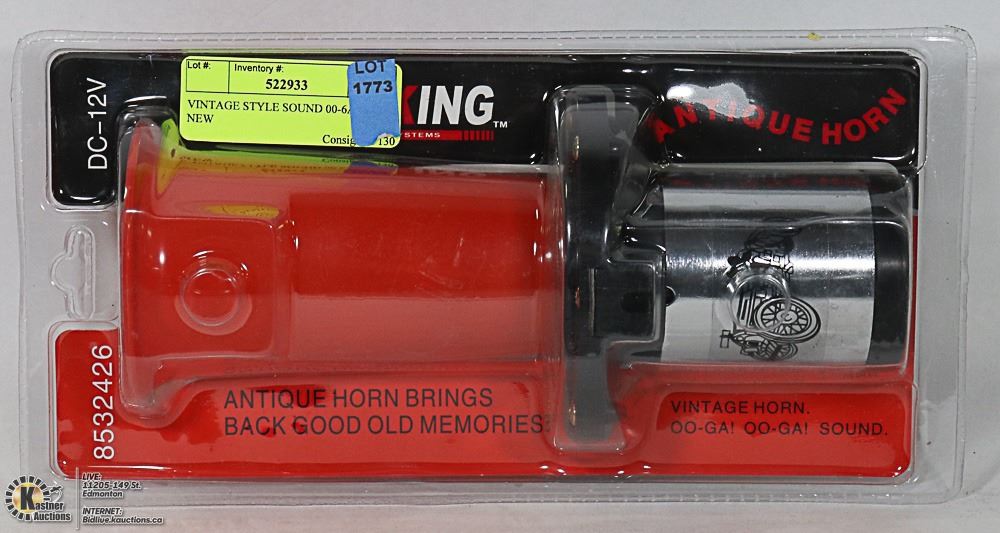 Lot #:
Inventory #:
522933
LOT
1773
VINTAGE STYLE SOUND 00-6
NEW
Consig 130
DC-12V
KING
TM
STEMS
ANTIQUE HORN
8532426
ANTIQUE HORN BRINGS
BACK GOOD OLD MEMORIES
VINTAGE HORN.
OO-GA! OO-GA! SOUND.
Kastner
Auctions
LIVE:
11205-149 St.
Edmonton
INTERNET:
Bidlive.kauctions.ca